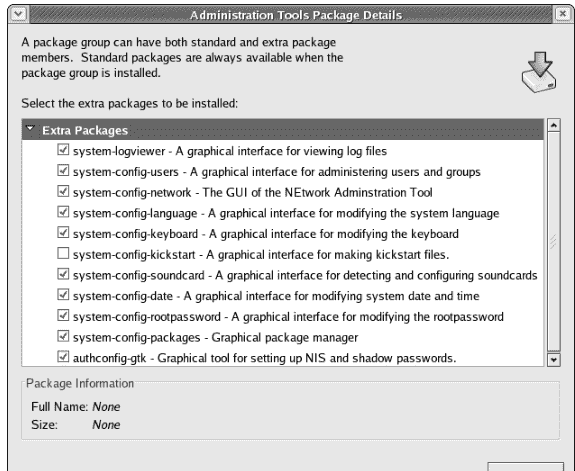 Administration Tools Package Details
A package group can have both standard and extra package
members. Standard packages are always available when the
package group is installed.
Select the extra packages to be installed:
Extra Packages
system-logviewer - A graphical interface for viewing log files
system-config-users - A graphical interface for administering users and groups
system-config-network - The GUI of the NEtwork Adminstration Tool
system-config-language - A graphical interface for modifying the system language
system-config-keyboard - A graphical interface for modifying the keyboard
system-config-kickstart - A graphical interface for making kickstart files.
system-config-soundcard - A graphical interface for detecting and configuring soundcards
system-config-date - A graphical interface for modifying system date and time
system-config-rootpassword - A graphical interface for modifying the rootpassword
system-config-packages - Graphical package manager
authconfig-gtk - Graphical tool for setting up NIS and shadow passwords.
Package Information
Full Name: None
Size: None